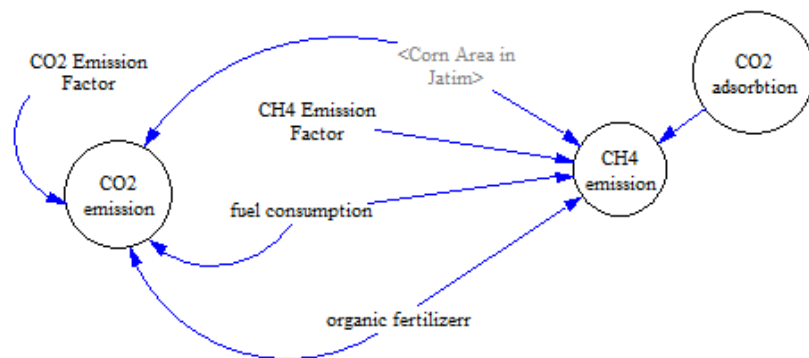 CO2 Emission
Factor
<Corn Area in
Jatim>
CO2
adsorbtion
CH4 Emission
Factor
CH4
emission
CO2
emission
fuel consumption
organic fertilizerr